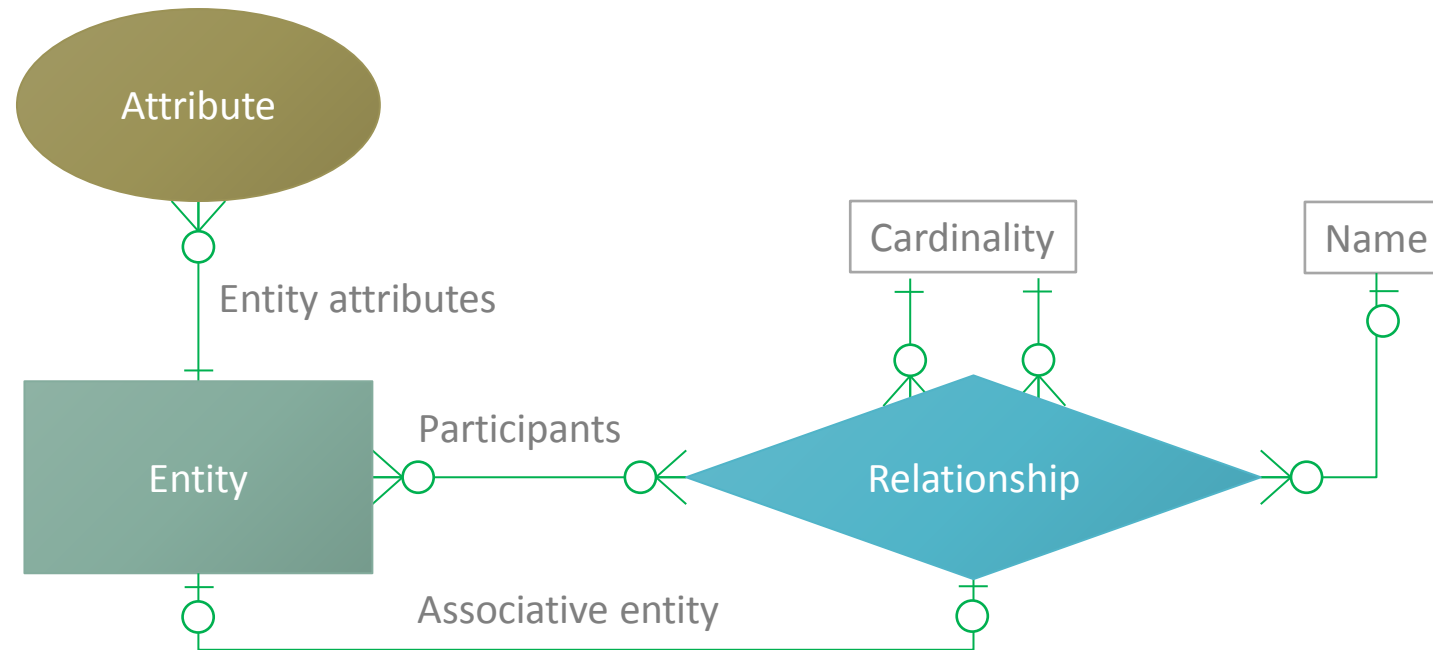 Attribute
Cardinality
Name
Entity attributes
Participants
Entity
Relationship
Associative entity